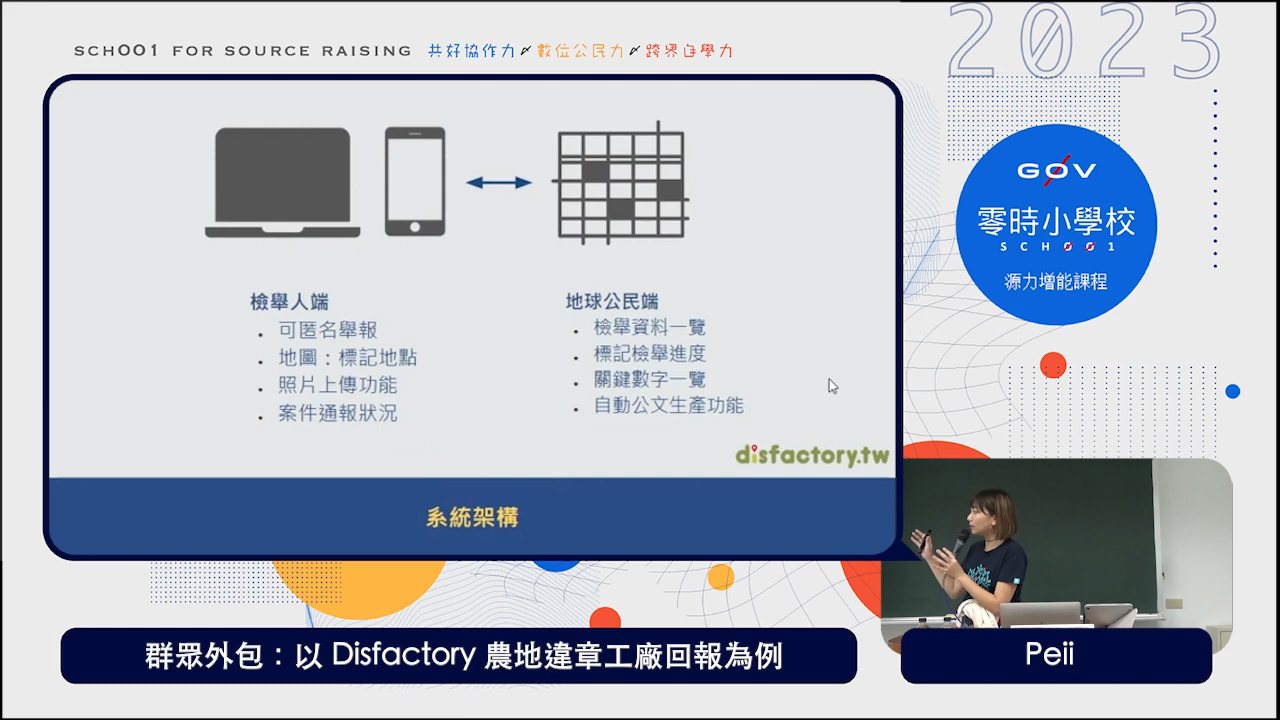 SCHOO1 FOR SOURCE RAISING 共好協作力 〆 數位公民力 〆 跨界自學力
2023
GOV
零時小學校
SCHOO1
源力增能課程
檢舉人端
• 可匿名舉報
• 地圖：標記地點
• 照片上傳功能
• 案件通報狀況
地球公民端
• 檢舉資料一覽
• 標記檢舉進度
• 關鍵數字一覽
• 自動公文生產功能
disfactory.tw
系統架構
群眾外包：以 Disfactory 農地違章工廠回報為例
Peii